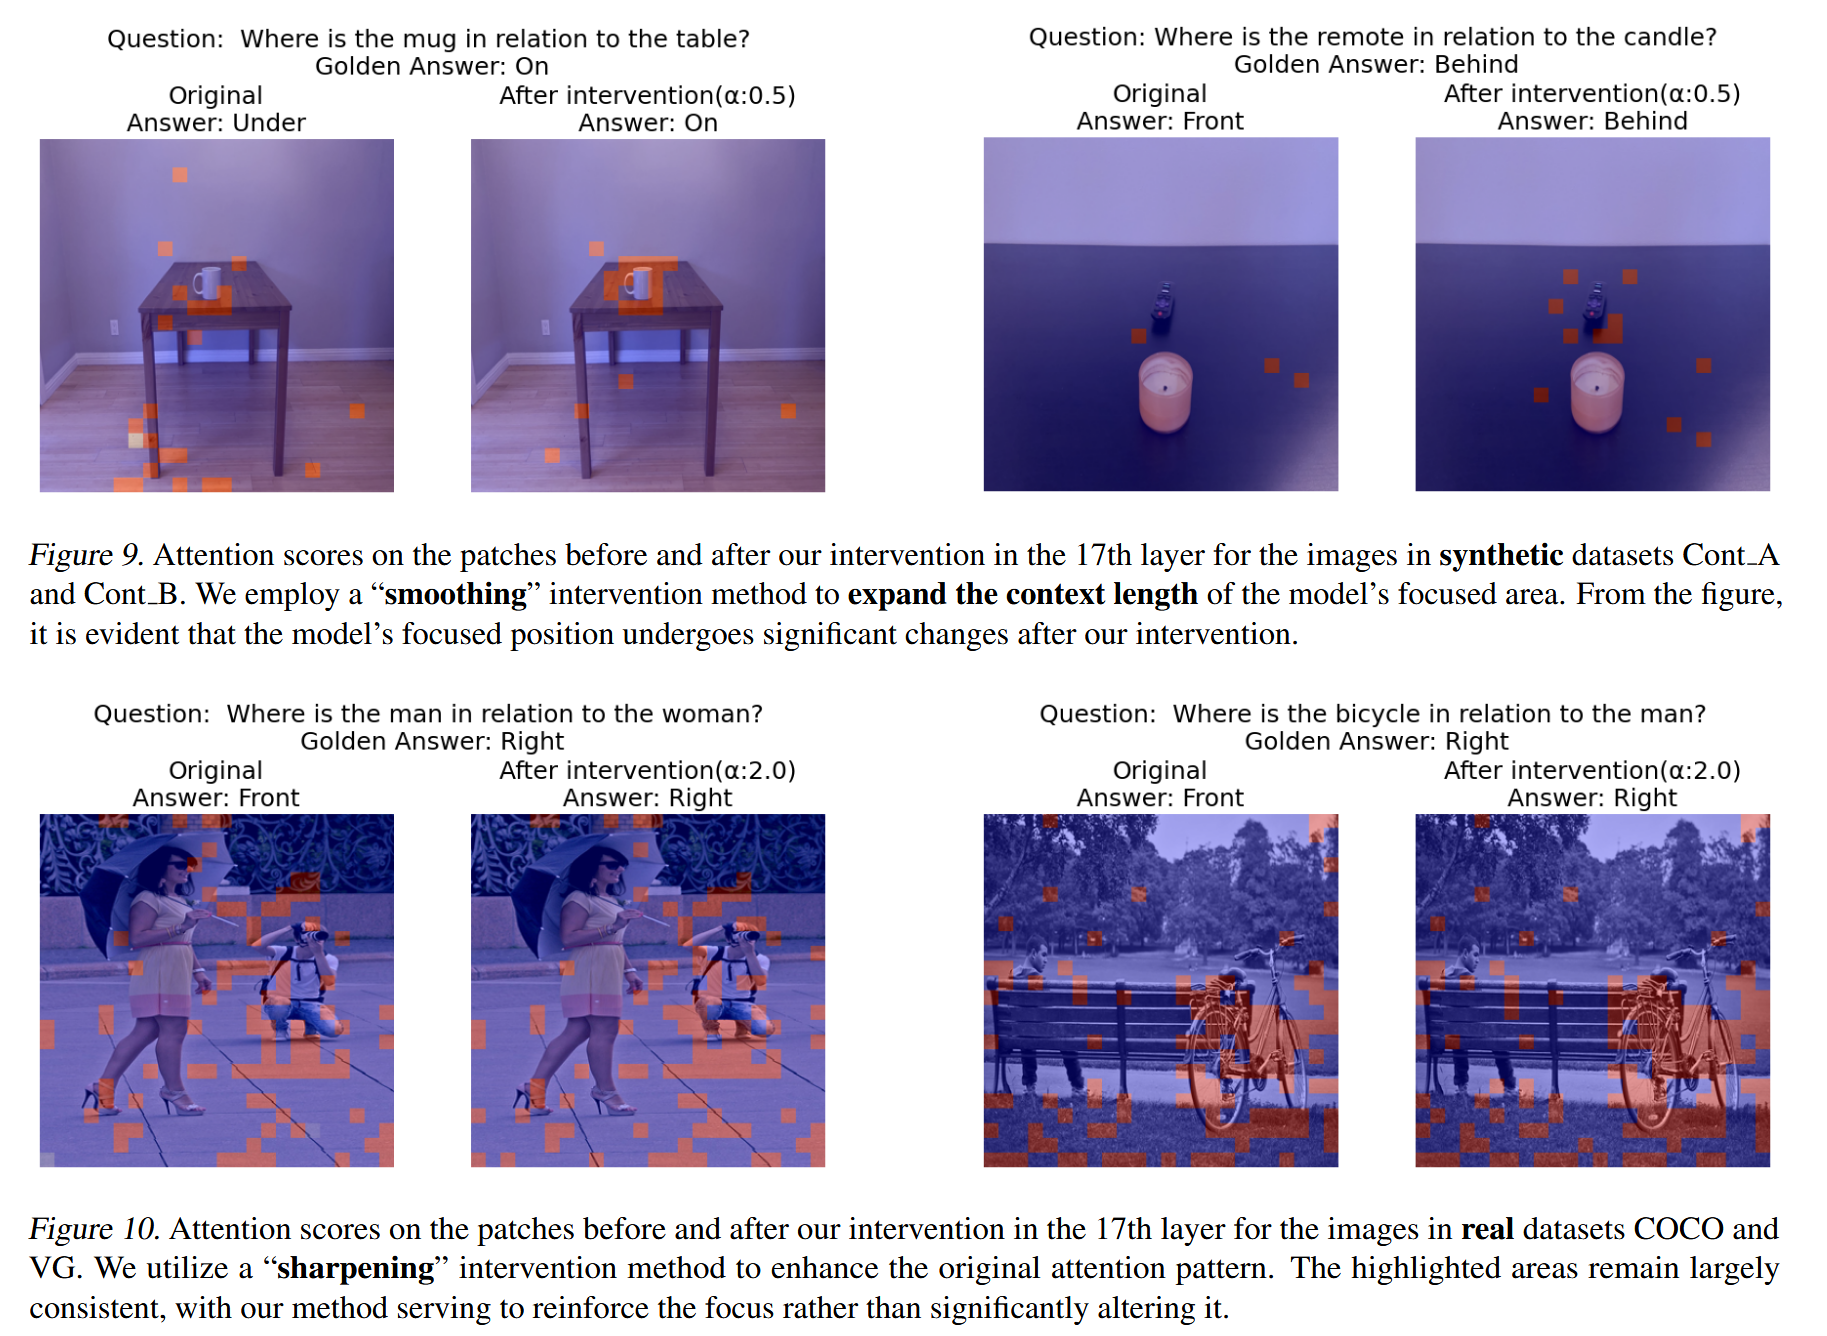 Question:  Where is the mug in relation to the table?
Golden Answer: On
Original
Answer: Under
After intervention(α:0.5)
Answer: On
Question: Where is the remote in relation to the candle?
Golden Answer: Behind
Original
Answer: Front
After intervention(α:0.5)
Answer: Behind
Figure 9. Attention scores on the patches before and after our intervention in the 17th layer for the images in synthetic datasets Cont_A
and Cont_B. We employ a “smoothing” intervention method to expand the context length of the model’s focused area. From the figure,
it is evident that the model’s focused position undergoes significant changes after our intervention.
Question:  Where is the man in relation to the woman?
Golden Answer: Right
Original
Answer: Front
After intervention(α:2.0)
Answer: Right
Question:  Where is the bicycle in relation to the man?
Golden Answer: Right
Original
Answer: Front
After intervention(α:2.0)
Answer: Right
Figure 10. Attention scores on the patches before and after our intervention in the 17th layer for the images in real datasets COCO and
VG. We utilize a “sharpening” intervention method to enhance the original attention pattern. The highlighted areas remain largely
consistent, with our method serving to reinforce the focus rather than significantly altering it.